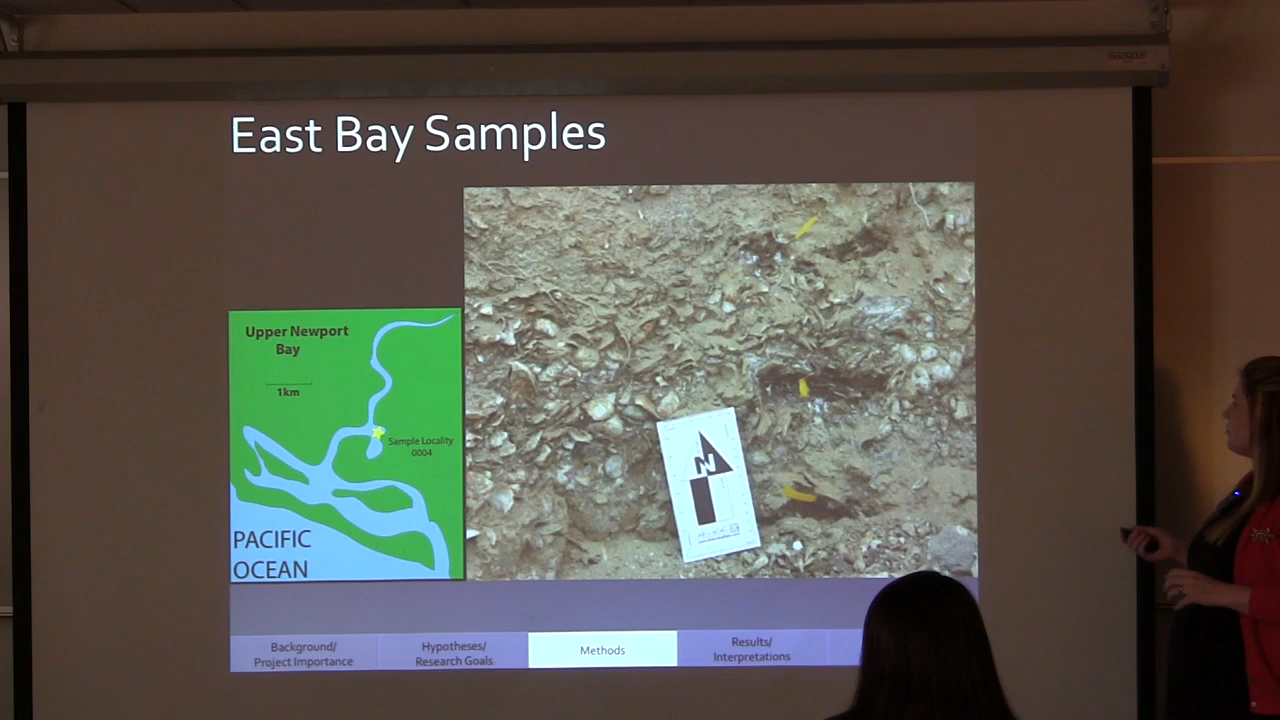 East Bay Samples
Upper Newport
Bay
1km
Sample Locality
0004
PACIFIC
OCEAN
N
Background/
Project Importance
Hypotheses/
Research Goals
Methods
Results/
Interpretations